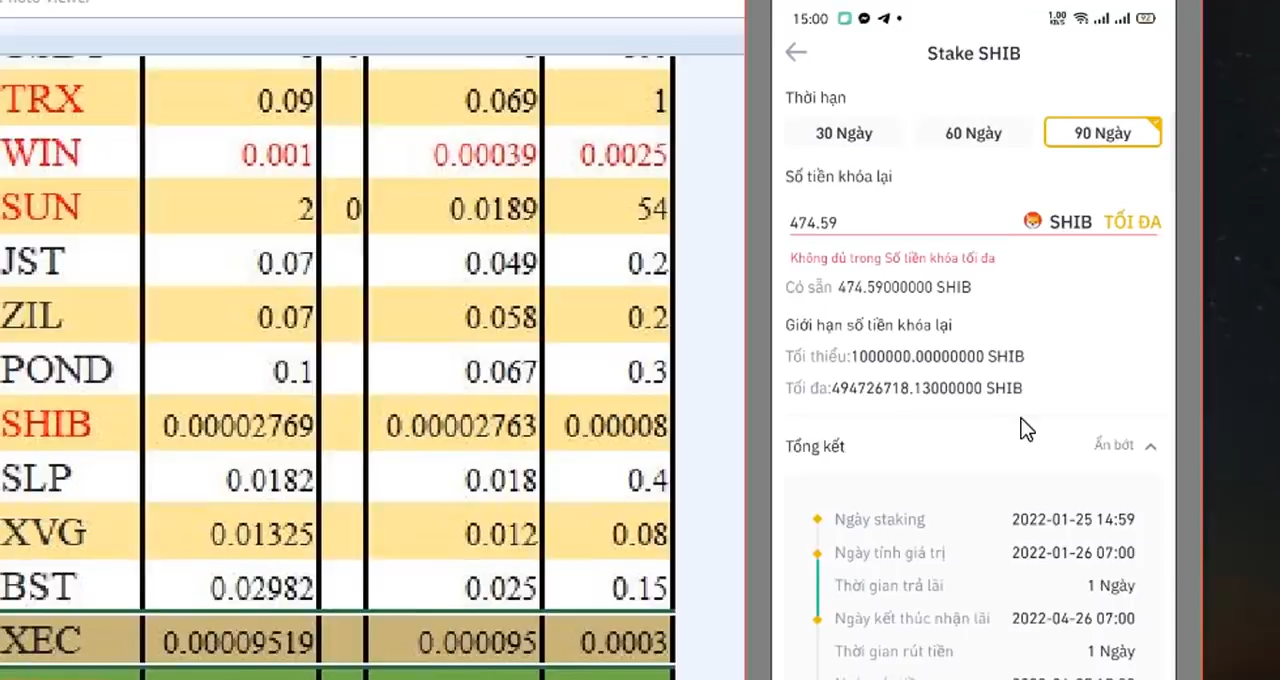 TRX 0.09 0.069 1
WIN 0.001 0.00039 0.0025
SUN 2 0 0.0189 54
JST 0.07 0.049 0.2
ZIL 0.07 0.058 0.2
POND 0.1 0.067 0.3
SHIB 0.00002769 0.00002763 0.00008
SLP 0.0182 0.018 0.4
XVG 0.01325 0.012 0.08
BST 0.02982 0.025 0.15
XEC 0.00009519 0.000095 0.0003
15:00 1.00 KB/S 92
Stake SHIB
Thời hạn
30 Ngày 60 Ngày 90 Ngày
Số tiền khóa lại
474.59 SHIB TỐI ĐA
Không đủ trong Số tiền khóa tối đa
Có sẵn 474.59000000 SHIB
Giới hạn số tiền khóa lại
Tối thiểu:1000000.00000000 SHIB
Tối đa:494726718.13000000 SHIB
Tổng kết Ẩn bớt
Ngày staking 2022-01-25 14:59
Ngày tính giá trị 2022-01-26 07:00
Thời gian trả lãi 1 Ngày
Ngày kết thúc nhận lãi 2022-04-26 07:00
Thời gian rút tiền 1 Ngày